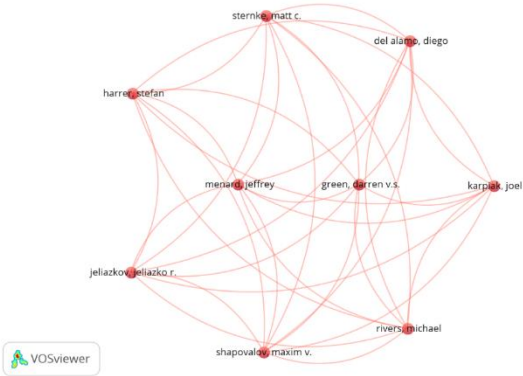 sternke, matt c.
del alamo, diego
harrer, stefan
menard, jeffrey
green, darren v.s.
karpiak, joel
jeliazkov, jeliazko r.
rivers, michael
shapovalov, maxim v.
VOSviewer